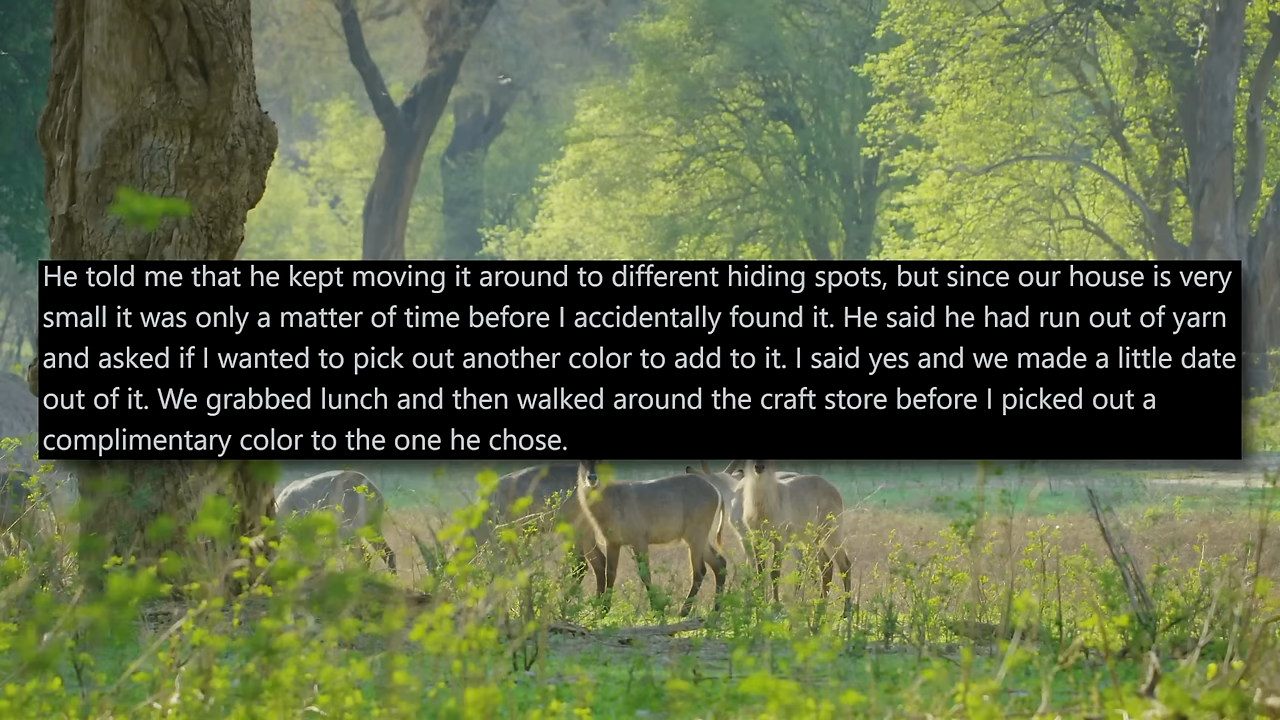 He told me that he kept moving it around to different hiding spots, but since our house is very
small it was only a matter of time before I accidentally found it. He said he had run out of yarn
and asked if I wanted to pick out another color to add to it. I said yes and we made a little date
out of it. We grabbed lunch and then walked around the craft store before I picked out a
complimentary color to the one he chose.